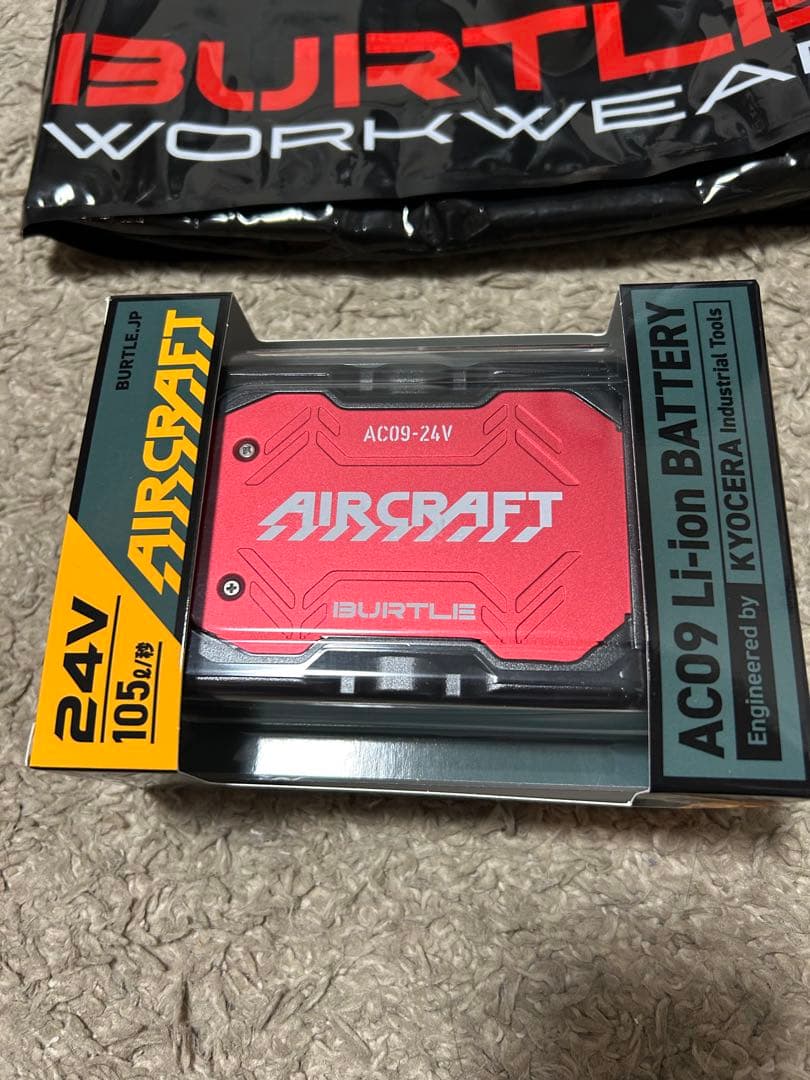 BURTLE
WORKWEA
BURTLE.JP
AIRCRAFT
24V
105ℓ/秒
AC09-24V
AIRCRAFT
BURTLE
AC09 Li-ion BATTERY
Engineered by KYOCERA Industrial Tools